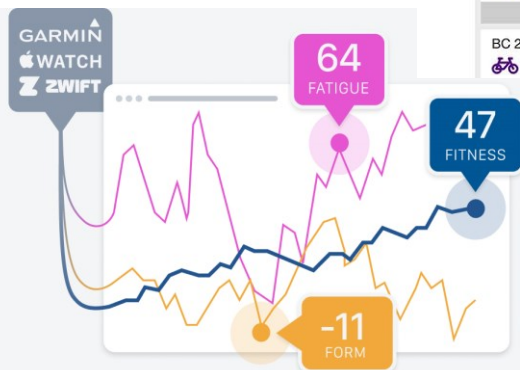 GARMIN
WATCH
ZWIFT
64
FATIGUE
BC 2
47
FITNESS
-11
FORM